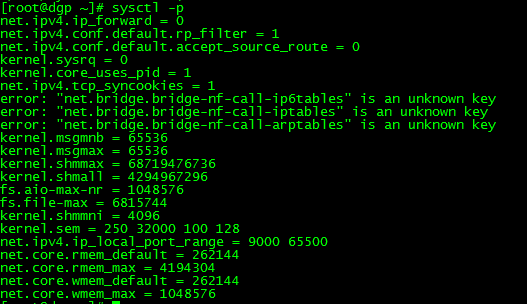 [root@dgp ~]# sysctl -p
net.ipv4.ip_forward = 0
net.ipv4.conf.default.rp_filter = 1
net.ipv4.conf.default.accept_source_route = 0
kernel.sysrq = 0
kernel.core_uses_pid = 1
net.ipv4.tcp_syncookies = 1
error: "net.bridge.bridge-nf-call-ip6tables" is an unknown key
error: "net.bridge.bridge-nf-call-iptables" is an unknown key
error: "net.bridge.bridge-nf-call-arptables" is an unknown key
kernel.msgmnb = 65536
kernel.msgmax = 65536
kernel.shmmax = 68719476736
kernel.shmall = 4294967296
fs.aio-max-nr = 1048576
fs.file-max = 6815744
kernel.shmmni = 4096
kernel.sem = 250 32000 100 128
net.ipv4.ip_local_port_range = 9000 65500
net.core.rmem_default = 262144
net.core.rmem_max = 4194304
net.core.wmem_default = 262144
net.core.wmem_max = 1048576